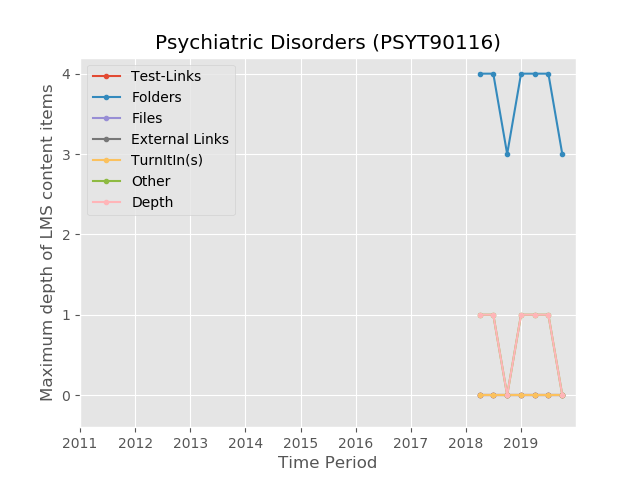 Psychiatric Disorders (PSYT90116)
Maximum depth of LMS content items
4
3
2
1
0
Test-Links
Folders
Files
External Links
TurnItIn(s)
Other
Depth
2011 2012 2013 2014 2015 2016 2017 2018 2019
Time Period